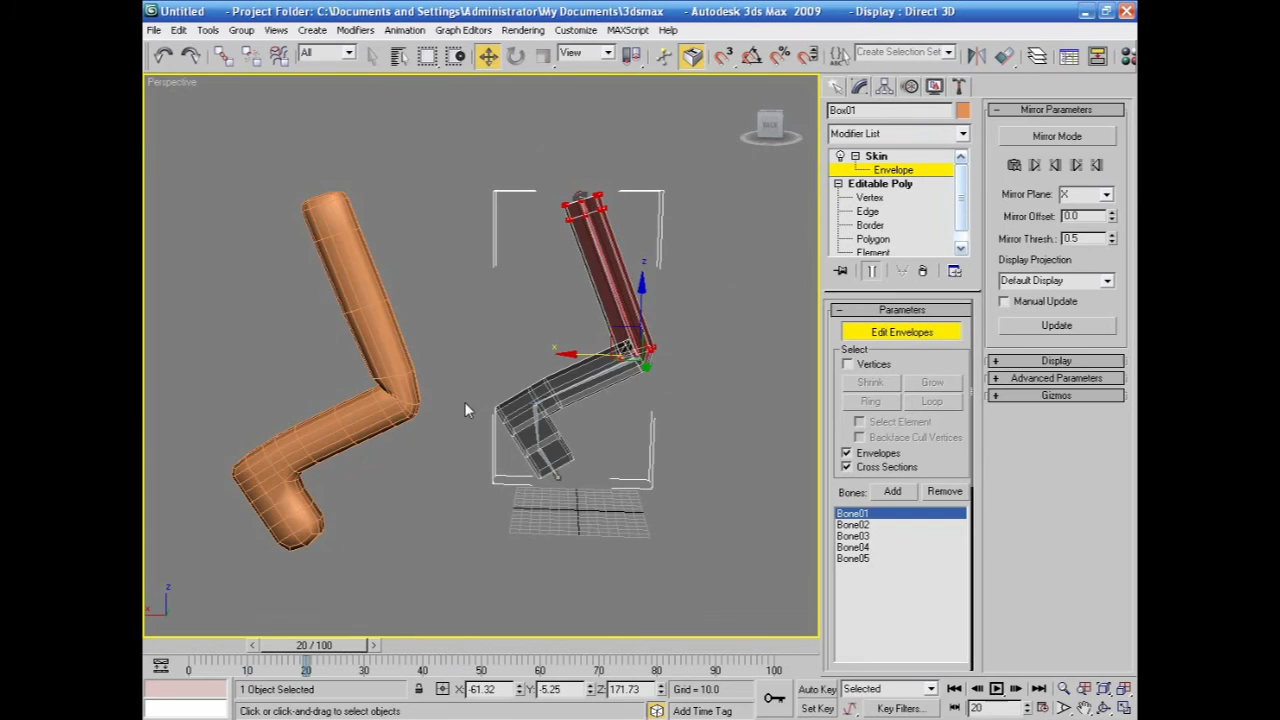 Untitled - Project Folder: C:\Documents and Settings\Administrator\My Documents\3dsmax - Autodesk 3ds Max 2009 - Display : Direct 3D
File Edit Tools Group Views Create Modifiers Animation Graph Editors Rendering Customize MAXScript Help
All View Create Selection Set
Perspective
BACK
Box01
Modifier List
Skin
Envelope
Editable Poly
Vertex
Edge
Border
Polygon
Element
Mirror Parameters
Mirror Mode
Mirror Plane: X
Mirror Offset: 0.0
Mirror Thresh.: 0.5
Display Projection
Default Display
Manual Update
Update
Display
Advanced Parameters
Gizmos
Parameters
Edit Envelopes
Select
Vertices
Shrink Grow
Ring Loop
Select Element
Backface Cull Vertices
Envelopes
Cross Sections
Bones: Add Remove
Bone01
Bone02
Bone03
Bone04
Bone05
z
x
z
x
20 / 100
0 10 20 30 40 50 60 70 80 90 100
1 Object Selected X: -61.32 Y: -5.25 Z: 171.73 Grid = 10.0 Auto Key Selected
Click or click-and-drag to select objects Add Time Tag Set Key Key Filters... 20